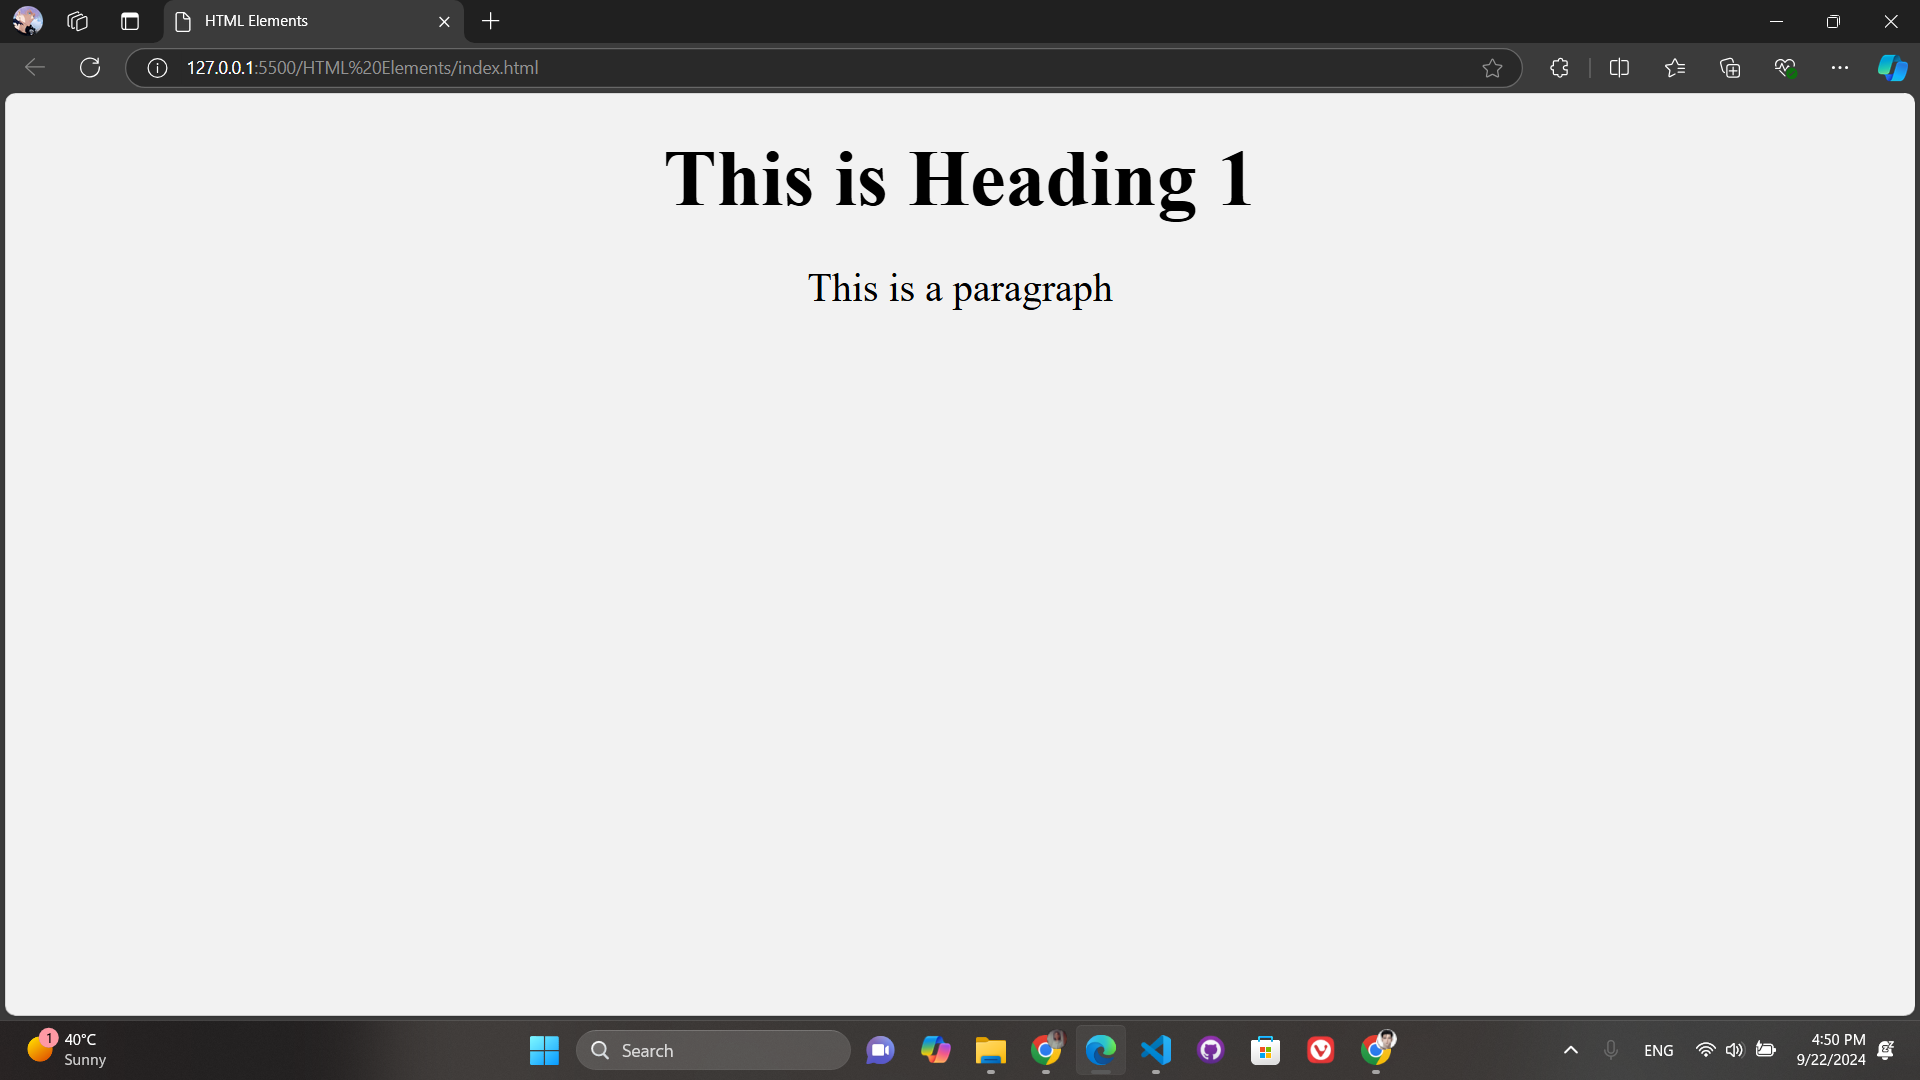 HTML Elements
127.0.0.1:5500/HTML%20Elements/index.html
This is Heading 1
This is a paragraph
1
40°C
Sunny
Search
ENG
4:50 PM
9/22/2024